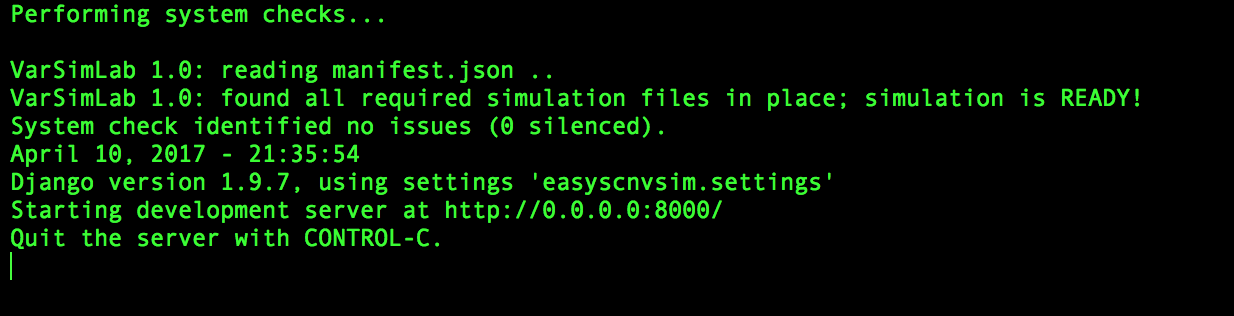 Performing system checks...
VarSimLab 1.0: reading manifest.json ..
VarSimLab 1.0: found all required simulation files in place; simulation is READY!
System check identified no issues (0 silenced).
April 10, 2017 - 21:35:54
Django version 1.9.7, using settings 'easyscnvsim.settings'
Starting development server at http://0.0.0.0:8000/
Quit the server with CONTROL-C.